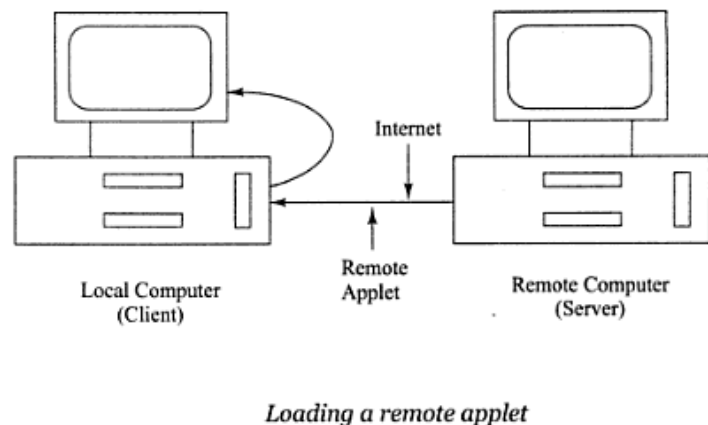 Internet
Remote
Applet
Local Computer
(Client)
Remote Computer
(Server)
Loading a remote applet